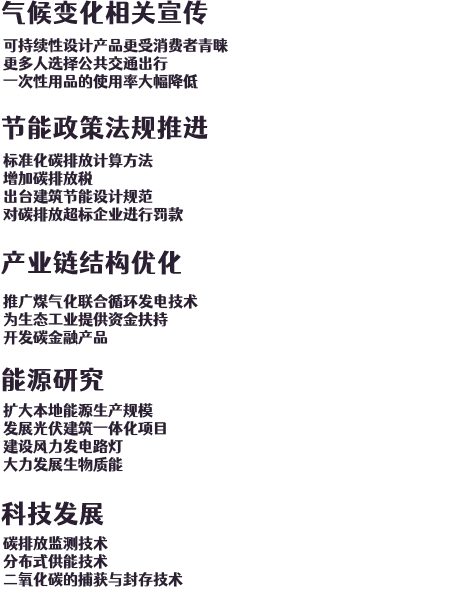 气候变化相关宣传
可持续性设计产品更受消费者青睐
更多人选择公共交通出行
一次性用品的使用率大幅降低
节能政策法规推进
标准化碳排放计算方法
增加碳排放税
出台建筑节能设计规范
对碳排放超标企业进行罚款
产业链结构优化
推广煤气化联合循环发电技术
为生态工业提供资金扶持
开发碳金融产品
能源研究
扩大本地能源生产规模
发展光伏建筑一体化项目
建设风力发电路灯
大力发展生物质能
科技发展
碳排放监测技术
分布式供能技术
二氧化碳的捕获与封存技术